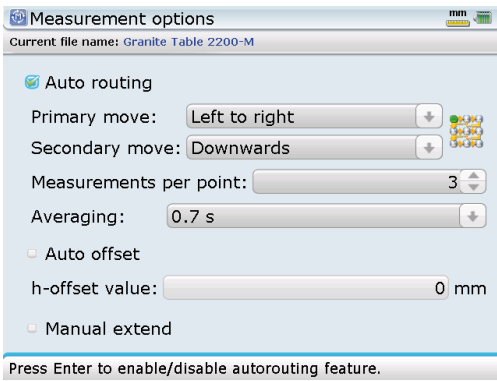 Measurement options
mm
Current file name: Granite Table 2200-M
Auto routing
Primary move: Left to right
Secondary move: Downwards
Measurements per point: 3
Averaging: 0.7 s
Auto offset
h-offset value: 0 mm
Manual extend
Press Enter to enable/disable autorouting feature.